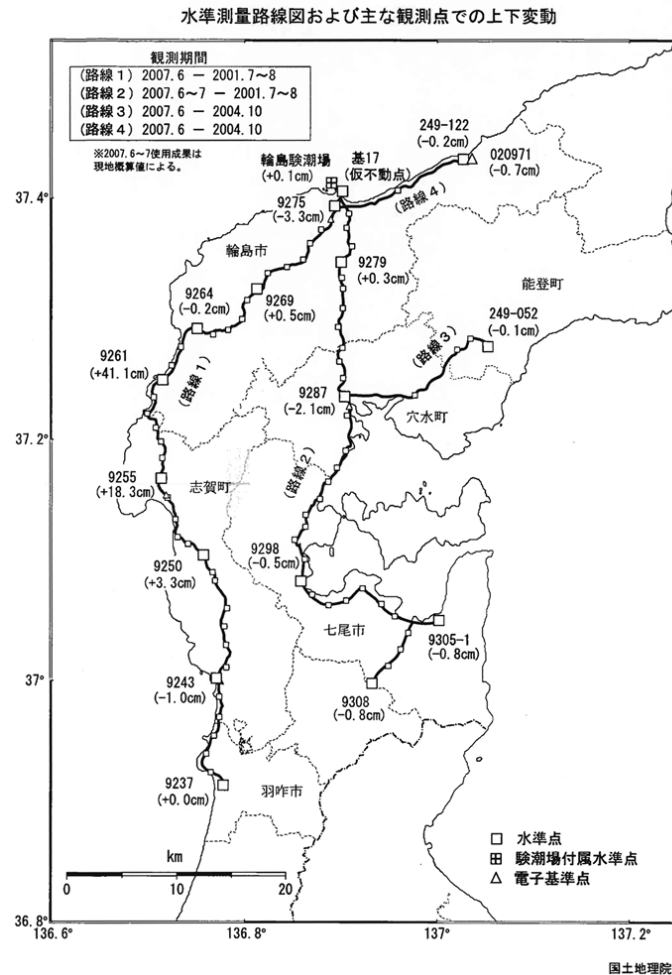 水準測量路線図および主な観測点での上下変動
観測期間
(路線１) 2007.6 － 2001.7～8
(路線２) 2007.6～7 － 2001.7～8
(路線３) 2007.6 － 2004.10
(路線４) 2007.6 － 2004.10
※2007.6～7使用成果は
現地概算値による。
輪島験潮場
(+0.1cm)
基17
(仮不動点)
249-122
(-0.2cm)
020971
(-0.7cm)
(路線４)
37.4°
9275
(-3.3cm)
輪島市
9279
(+0.3cm)
能登町
9264
(-0.2cm)
9269
(+0.5cm)
249-052
(-0.1cm)
(路線３)
9261
(+41.1cm)
(路線１)
9287
(-2.1cm)
穴水町
37.2°
9255
(+18.3cm)
志賀町
(路線２)
9250
(+3.3cm)
9298
(-0.5cm)
七尾市
9305-1
(-0.8cm)
37°
9243
(-1.0cm)
9308
(-0.8cm)
9237
(+0.0cm)
羽咋市
km
0 10 20
水準点
験潮場付属水準点
電子基準点
36.8°
136.6° 136.8° 137° 137.2°
国土地理院